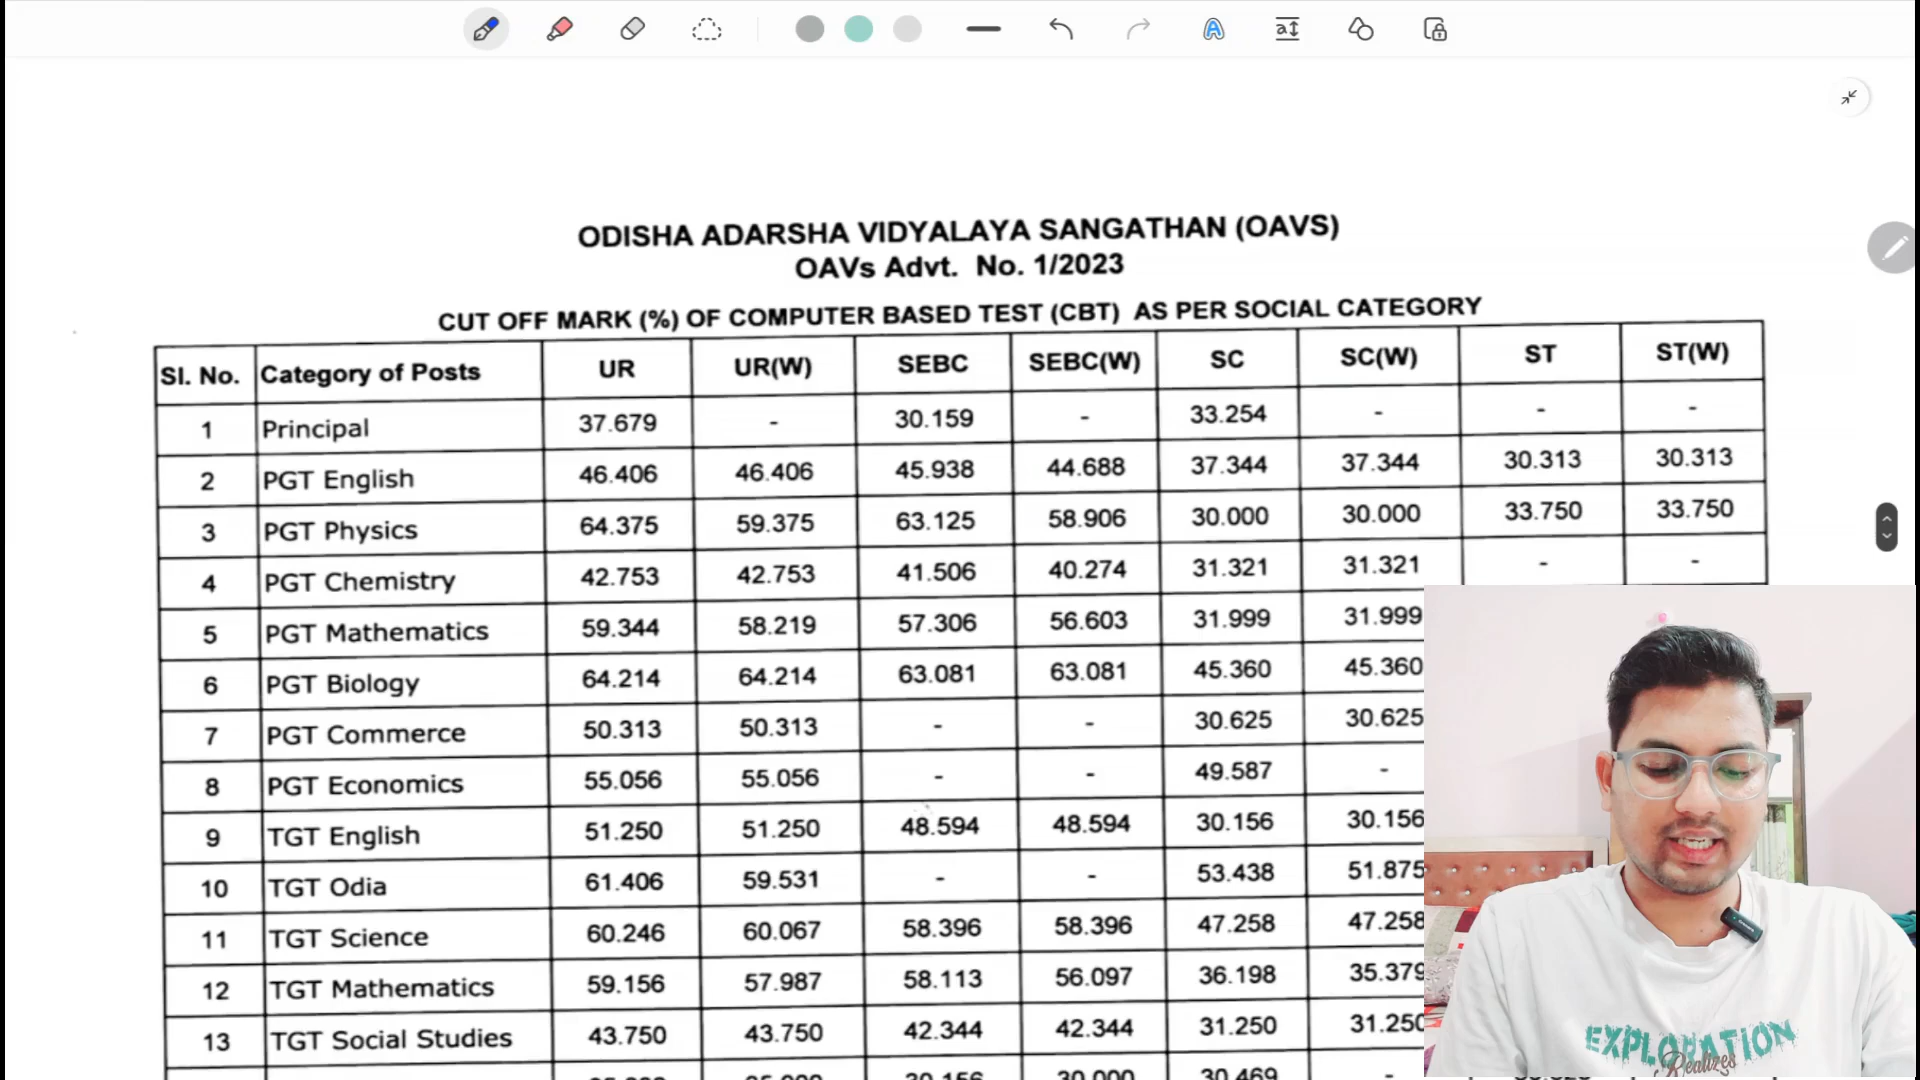 ODISHA ADARSHA VIDYALAYA SANGATHAN (OAVS)
OAVs Advt. No. 1/2023
CUT OFF MARK (%) OF COMPUTER BASED TEST (CBT) AS PER SOCIAL CATEGORY
Sl. No. Category of Posts UR UR(W) SEBC SEBC(W) SC SC(W) ST ST(W)
1 Principal 37.679 - 30.159 - 33.254 - - -
2 PGT English 46.406 46.406 45.938 44.688 37.344 37.344 30.313 30.313
3 PGT Physics 64.375 59.375 63.125 58.906 30.000 30.000 33.750 33.750
4 PGT Chemistry 42.753 42.753 41.506 40.274 31.321 31.321 - -
5 PGT Mathematics 59.344 58.219 57.306 56.603 31.999 31.999
6 PGT Biology 64.214 64.214 63.081 63.081 45.360 45.360
7 PGT Commerce 50.313 50.313 - - 30.625 30.625
8 PGT Economics 55.056 55.056 - - 49.587 -
9 TGT English 51.250 51.250 48.594 48.594 30.156 30.156
10 TGT Odia 61.406 59.531 - - 53.438 51.875
11 TGT Science 60.246 60.067 58.396 58.396 47.258 47.258
12 TGT Mathematics 59.156 57.987 58.113 56.097 36.198 35.379
13 TGT Social Studies 43.750 43.750 42.344 42.344 31.250 31.250
30.156 30.000 30.469 -
EXPLORATION
Realizes